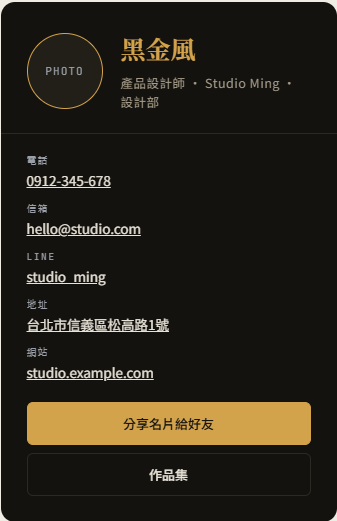 PHOTO
黑金風
產品設計師 · Studio Ming ·
設計部
電話
0912-345-678
信箱
hello@studio.com
LINE
studio_ming
地址
台北市信義區松高路1號
網站
studio.example.com
分享名片給好友
作品集